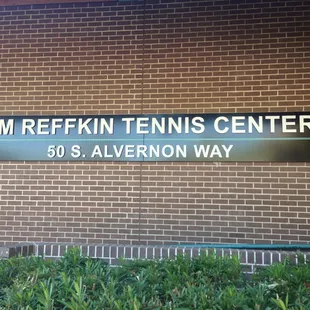 M REFFKIN TENNIS CENTER
50 S. ALVERNON WAY